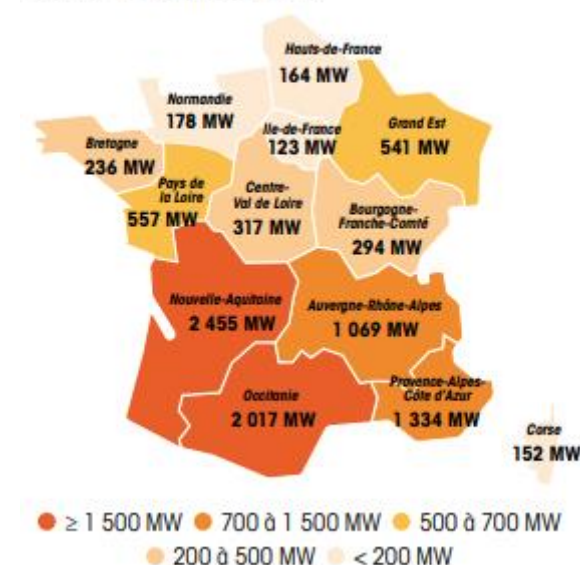 Hauts-de-France
164 MW
Normandie
178 MW
Ile-de-France
123 MW
Grand Est
541 MW
Bretagne
236 MW
Pays de
la Loire
557 MW
Centre-
Val de Loire
317 MW
Bourgogne-
Franche-Comté
294 MW
Nouvelle-Aquitaine
2 455 MW
Auvergne-Rhône-Alpes
1 069 MW
Occitanie
2 017 MW
Provence-Alpes-
Côte d'Azur
1 334 MW
Corse
152 MW
≥ 1 500 MW 700 à 1 500 MW 500 à 700 MW
200 à 500 MW < 200 MW